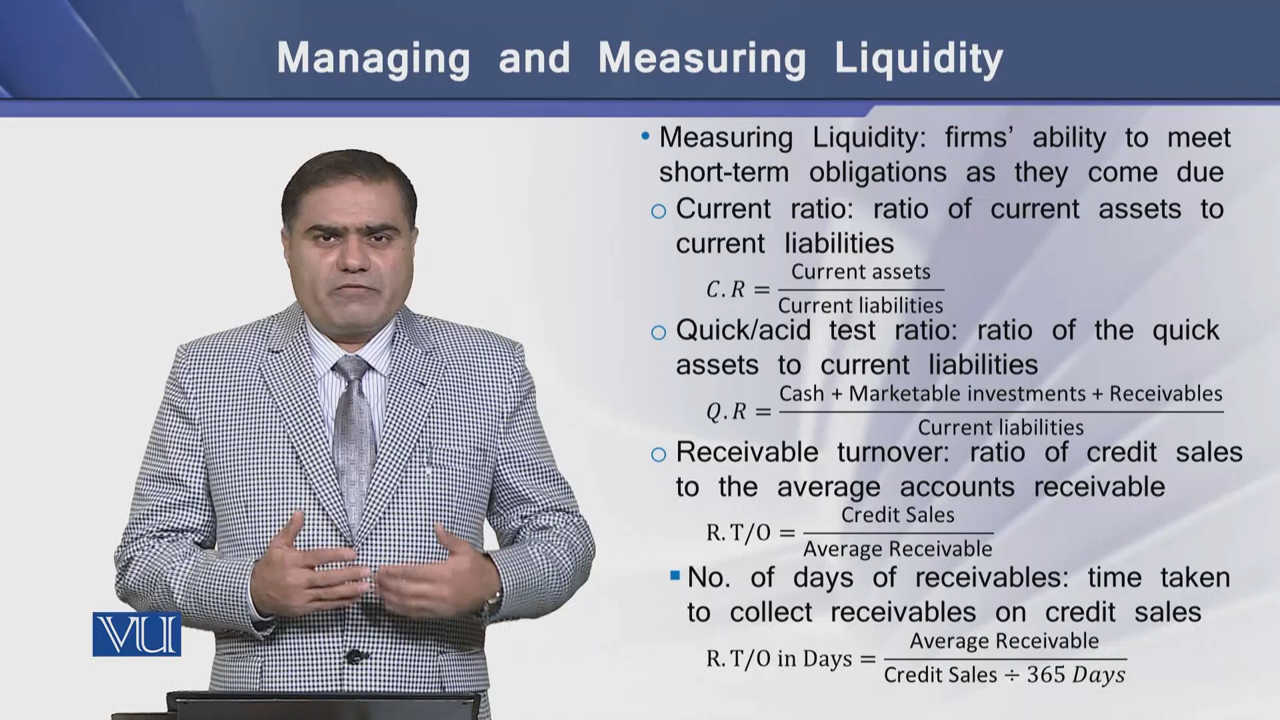 Managing and Measuring Liquidity
• Measuring Liquidity: firms’ ability to meet
short-term obligations as they come due
○ Current ratio: ratio of current assets to
current liabilities
C.R = Current assets / Current liabilities
○ Quick/acid test ratio: ratio of the quick
assets to current liabilities
Q.R = Cash + Marketable investments + Receivables / Current liabilities
○ Receivable turnover: ratio of credit sales
to the average accounts receivable
R.T/O = Credit Sales / Average Receivable
▪ No. of days of receivables: time taken
to collect receivables on credit sales
R.T/O in Days = Average Receivable / Credit Sales ÷ 365 Days
VU